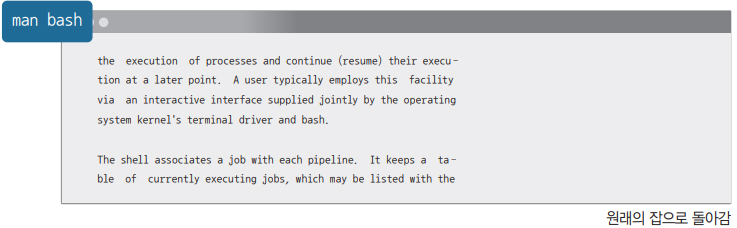 man bash
the  execution  of processes and continue (resume) their execu-
tion at a later point.  A user typically employs this  facility
via  an interactive interface supplied jointly by the operating
system kernel's terminal driver and bash.

The shell associates a job with each pipeline.  It keeps a  ta-
ble  of  currently executing jobs, which may be listed with the
원래의 잡으로 돌아감